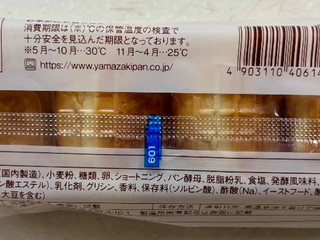 消費期限は(※)℃の保管温度の検査で
十分安全を見込んだ期限となっております。
※5月~10月…30℃ 11月~4月…25℃
https://www.yamazakipan.co.jp
4 903110 40614
109
国内製造)、小麦粉、糖類、卵、ショートニング、パン酵母、脱脂粉乳、食塩、発酵風味料、
ン酸エステル)、乳化剤、グリシン、香料、保存料(ソルビン酸)、酢酸(Na)、イーストフード、
大豆を含む)